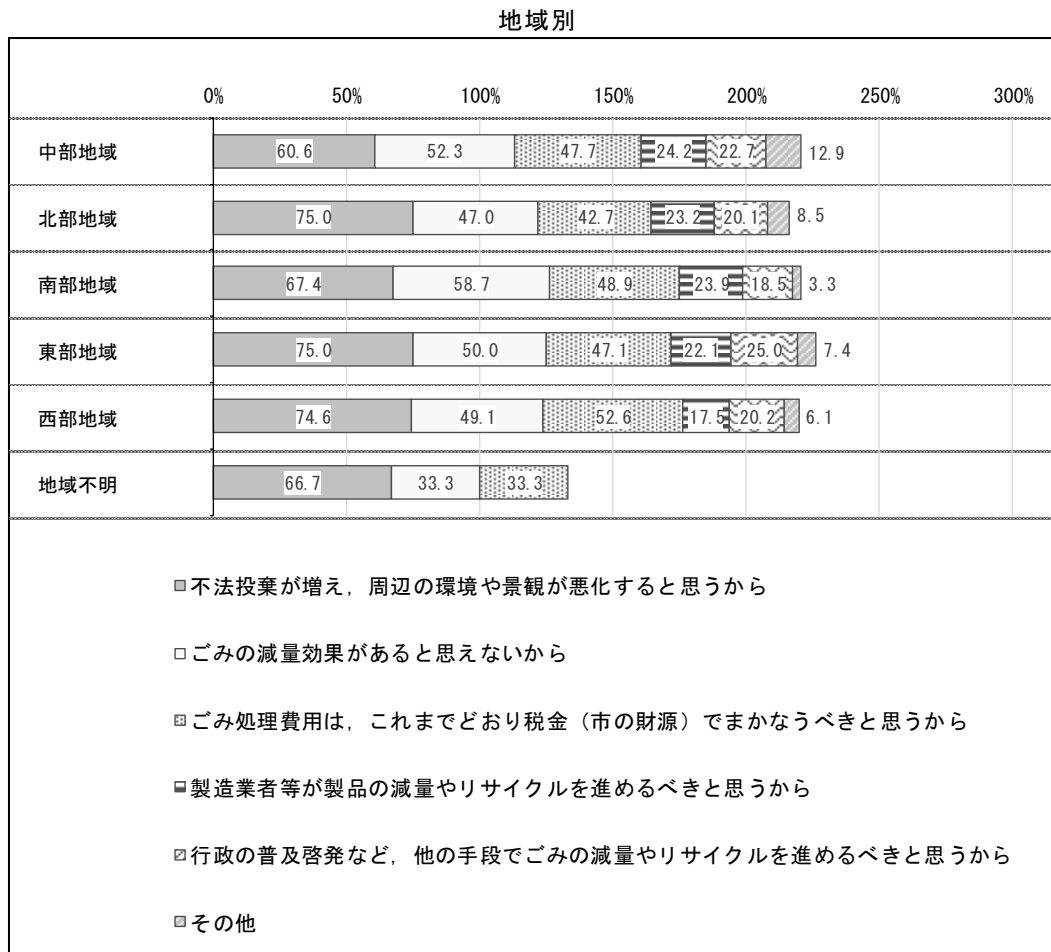 地域別
0% 50% 100% 150% 200% 250% 300%
中部地域 60.6 52.3 47.7 24.2 22.7 12.9
北部地域 75.0 47.0 42.7 23.2 20.1 8.5
南部地域 67.4 58.7 48.9 23.9 18.5 3.3
東部地域 75.0 50.0 47.1 22.1 25.0 7.4
西部地域 74.6 49.1 52.6 17.5 20.2 6.1
地域不明 66.7 33.3 33.3
不法投棄が増え，周辺の環境や景観が悪化すると思うから
ごみの減量効果があると思えないから
ごみ処理費用は，これまでどおり税金（市の財源）でまかなうべきと思うから
製造業者等が製品の減量やリサイクルを進めるべきと思うから
行政の普及啓発など，他の手段でごみの減量やリサイクルを進めるべきと思うから
その他